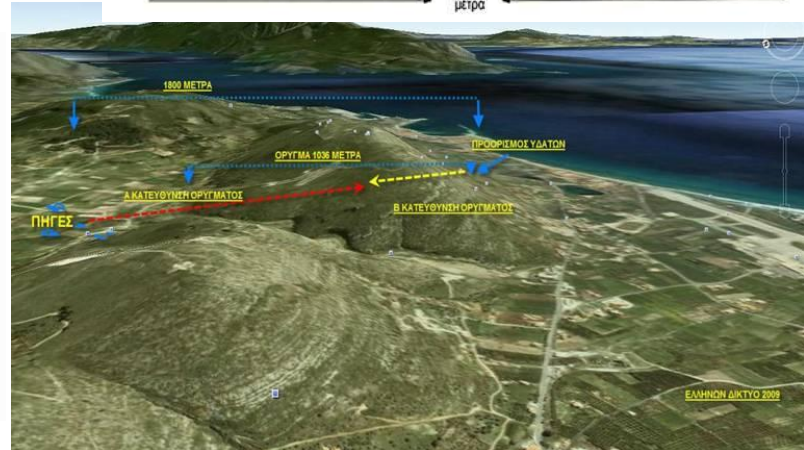 μέτρα
1800 ΜΕΤΡΑ
ΟΡΥΓΜΑ 1036 ΜΕΤΡΑ
ΠΡΟΟΡΙΣΜΟΣ ΥΔΑΤΩΝ
Α ΚΑΤΕΥΘΥΝΣΗ ΟΡΥΓΜΑΤΟΣ
Β ΚΑΤΕΥΘΥΝΣΗ ΟΡΥΓΜΑΤΟΣ
ΠΗΓΕΣ
ΕΛΛΗΝΩΝ ΔΙΚΤΥΟ 2009